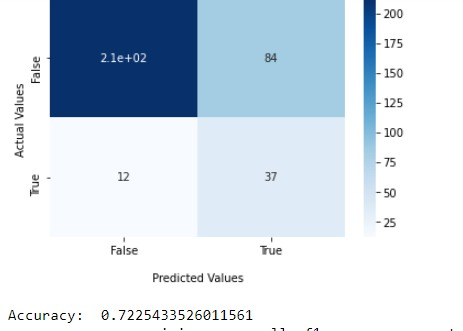 200
175
150
125
100
75
50
25
Actual Values
False
2.1e+02
84
True
12
37
False
True
Predicted Values
Accuracy:  0.7225433526011561